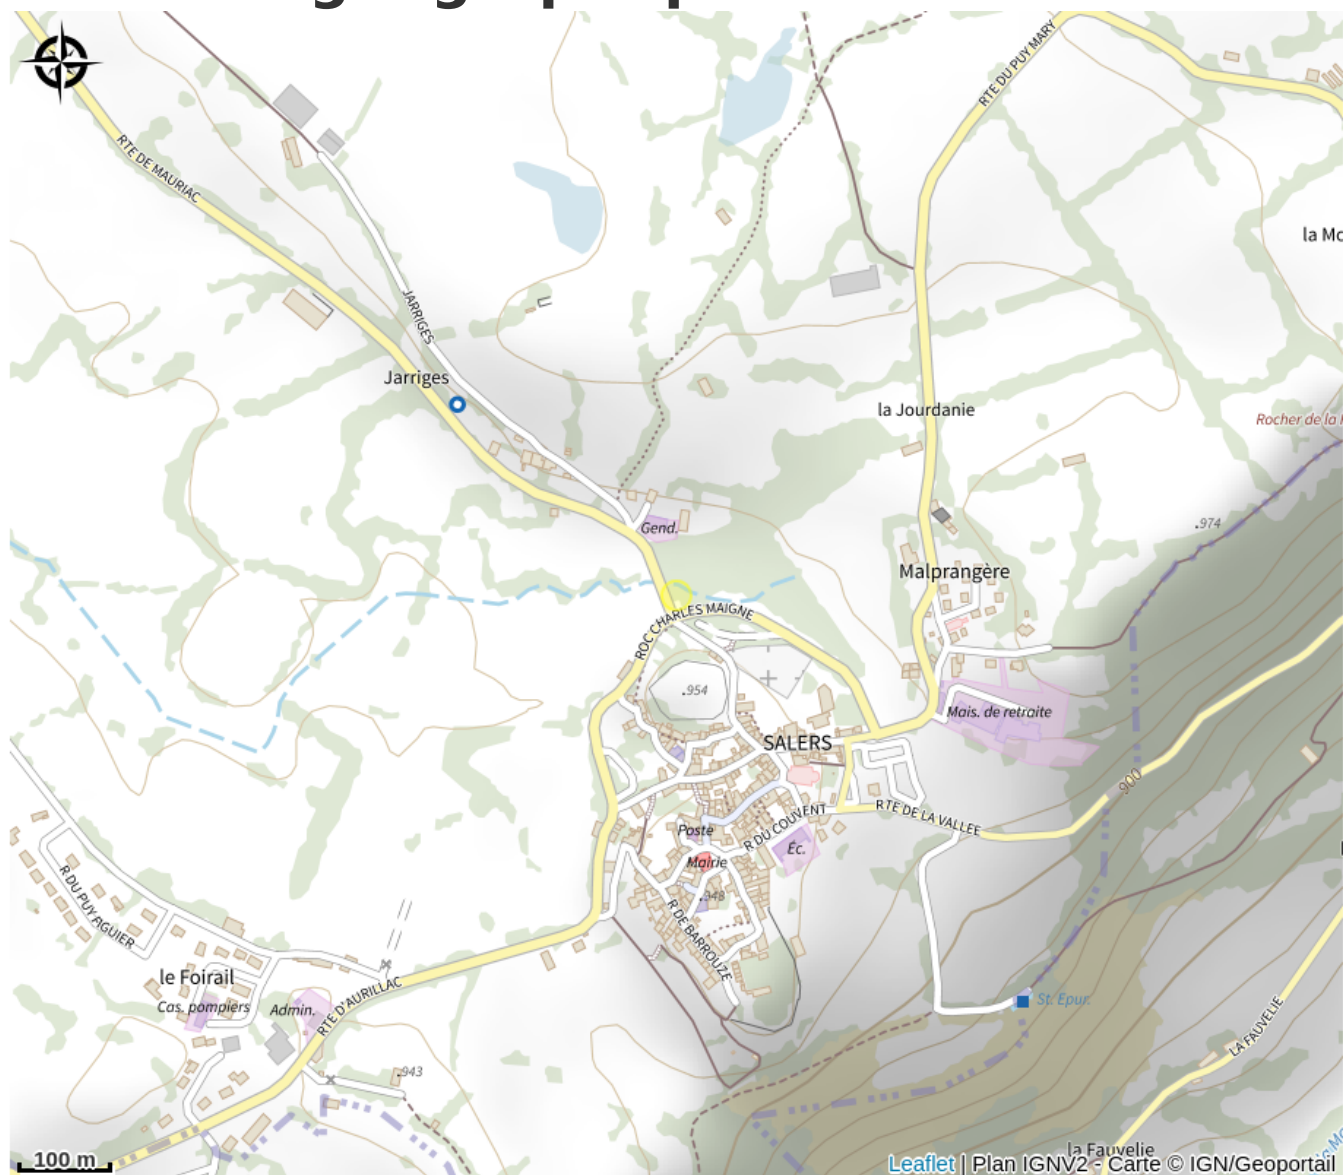 RTE DU PUY MARY
RTE DE MAURIAC
la Mo
JARRIGES
Jarriges
la Jourdanie
Rocher de la
Gend.
.974
Malprangère
ROC CHARLES MAIGNE
.954
Mais. de retraite
SALERS
900
RTE DE LA VALLEE
R DU COUVENT
Poste
Éc.
Mairie
R DU PUY FIGUIER
.948
R DE BARROUZE
le Foirail
Cas. pompiers
Admin.
RTE D'AURILLAC
St. Epur.
LA FAUVELIE
.943
la Fauvelie
100 m
Leaflet | Plan IGNV2 - Carte © IGN/Geoportail